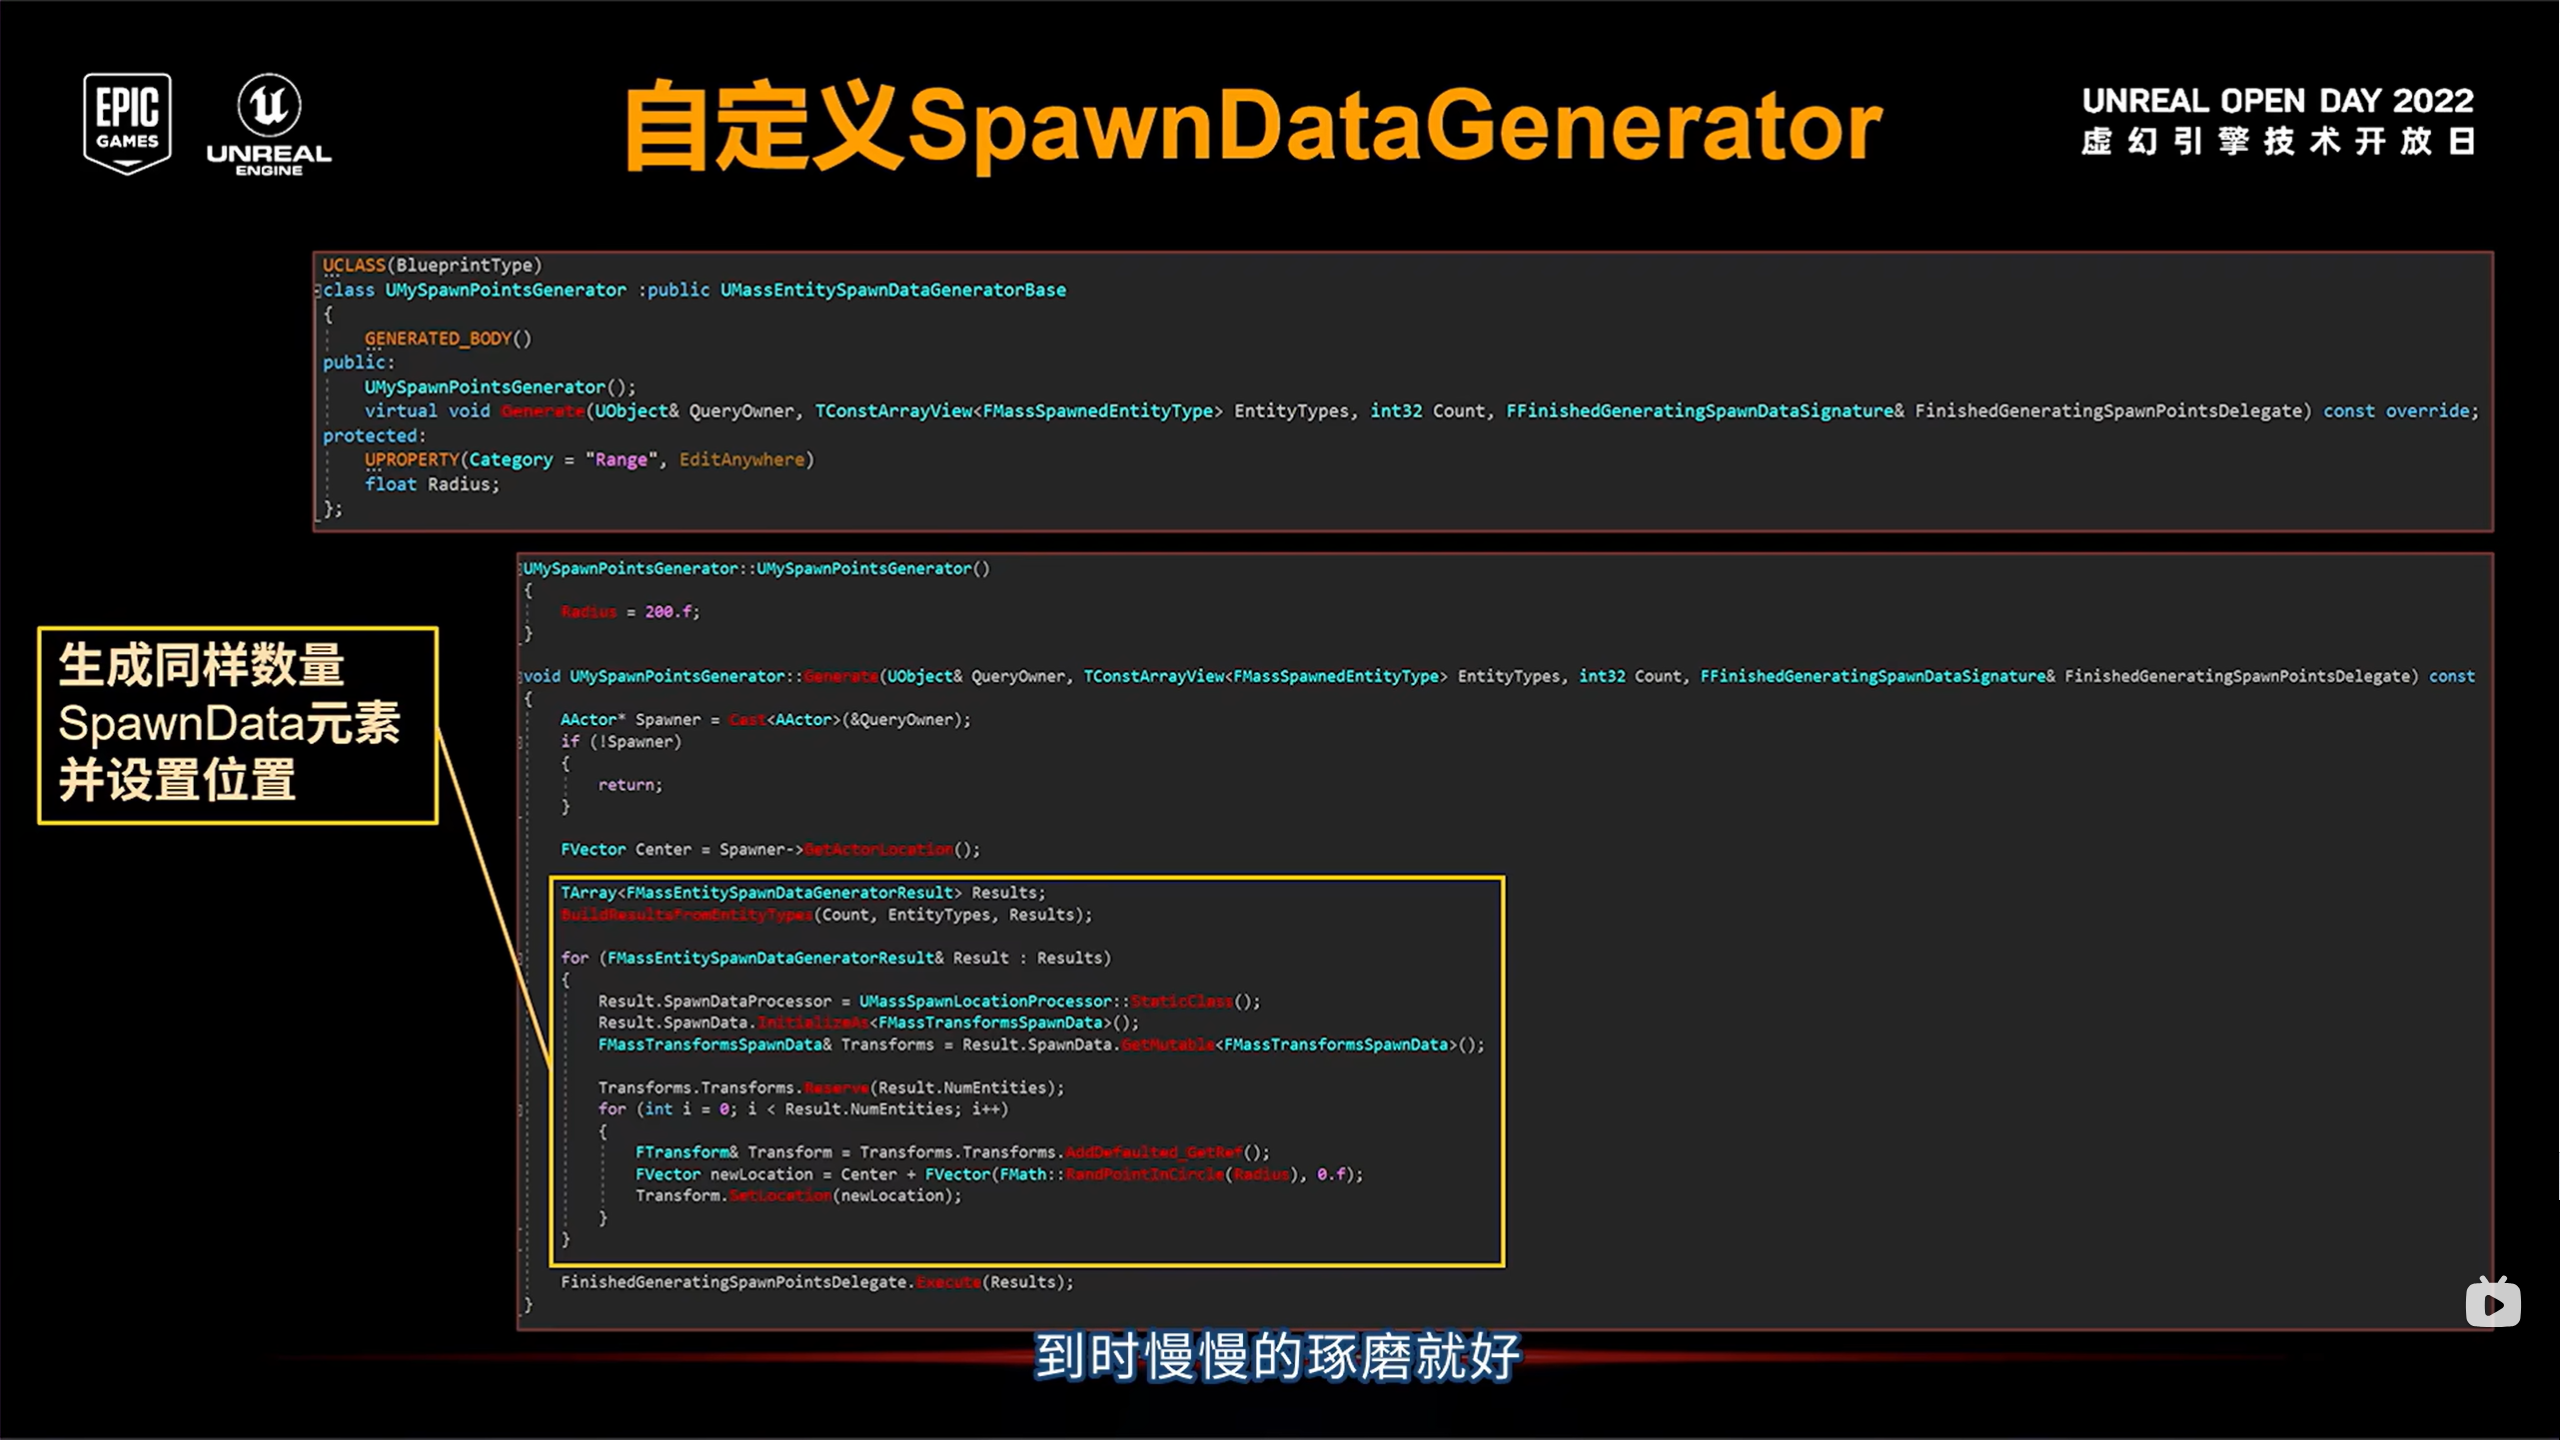 EPIC
GAMES
UNREAL
ENGINE
自定义SpawnDataGenerator
UNREAL OPEN DAY 2022
虚幻引擎技术开放日
UCLASS(BlueprintType)
class UMySpawnPointsGenerator :public UMassEntitySpawnDataGeneratorBase
{
GENERATED_BODY()
public:
UMySpawnPointsGenerator();
virtual void Generate(UObject& QueryOwner, TConstArrayView<FMassSpawnedEntityType> EntityTypes, int32 Count, FFinishedGeneratingSpawnDataSignature& FinishedGeneratingSpawnPointsDelegate) const override;
protected:
UPROPERTY(Category = "Range", EditAnywhere)
float Radius;
};
生成同样数量
SpawnData元素
并设置位置
UMySpawnPointsGenerator::UMySpawnPointsGenerator()
{
Radius = 200.f;
}
void UMySpawnPointsGenerator::Generate(UObject& QueryOwner, TConstArrayView<FMassSpawnedEntityType> EntityTypes, int32 Count, FFinishedGeneratingSpawnDataSignature& FinishedGeneratingSpawnPointsDelegate) const
{
AActor* Spawner = Cast<AActor>(&QueryOwner);
if (!Spawner)
{
return;
}
FVector Center = Spawner->GetActorLocation();
TArray<FMassEntitySpawnDataGeneratorResult> Results;
BuildResultsFromEntityTypes(Count, EntityTypes, Results);
for (FMassEntitySpawnDataGeneratorResult& Result : Results)
{
Result.SpawnDataProcessor = UMassSpawnLocationProcessor::StaticClass();
Result.SpawnData.InitializeAs<FMassTransformsSpawnData>();
FMassTransformsSpawnData& Transforms = Result.SpawnData.GetMutable<FMassTransformsSpawnData>();
Transforms.Transforms.Reserve(Result.NumEntities);
for (int i = 0; i < Result.NumEntities; i++)
{
FTransform& Transform = Transforms.Transforms.AddDefaulted_GetRef();
FVector newLocation = Center + FVector(FMath::RandPointInCircle(Radius), 0.f);
Transform.SetLocation(newLocation);
}
}
FinishedGeneratingSpawnPointsDelegate.Execute(Results);
}
到时慢慢的琢磨就好